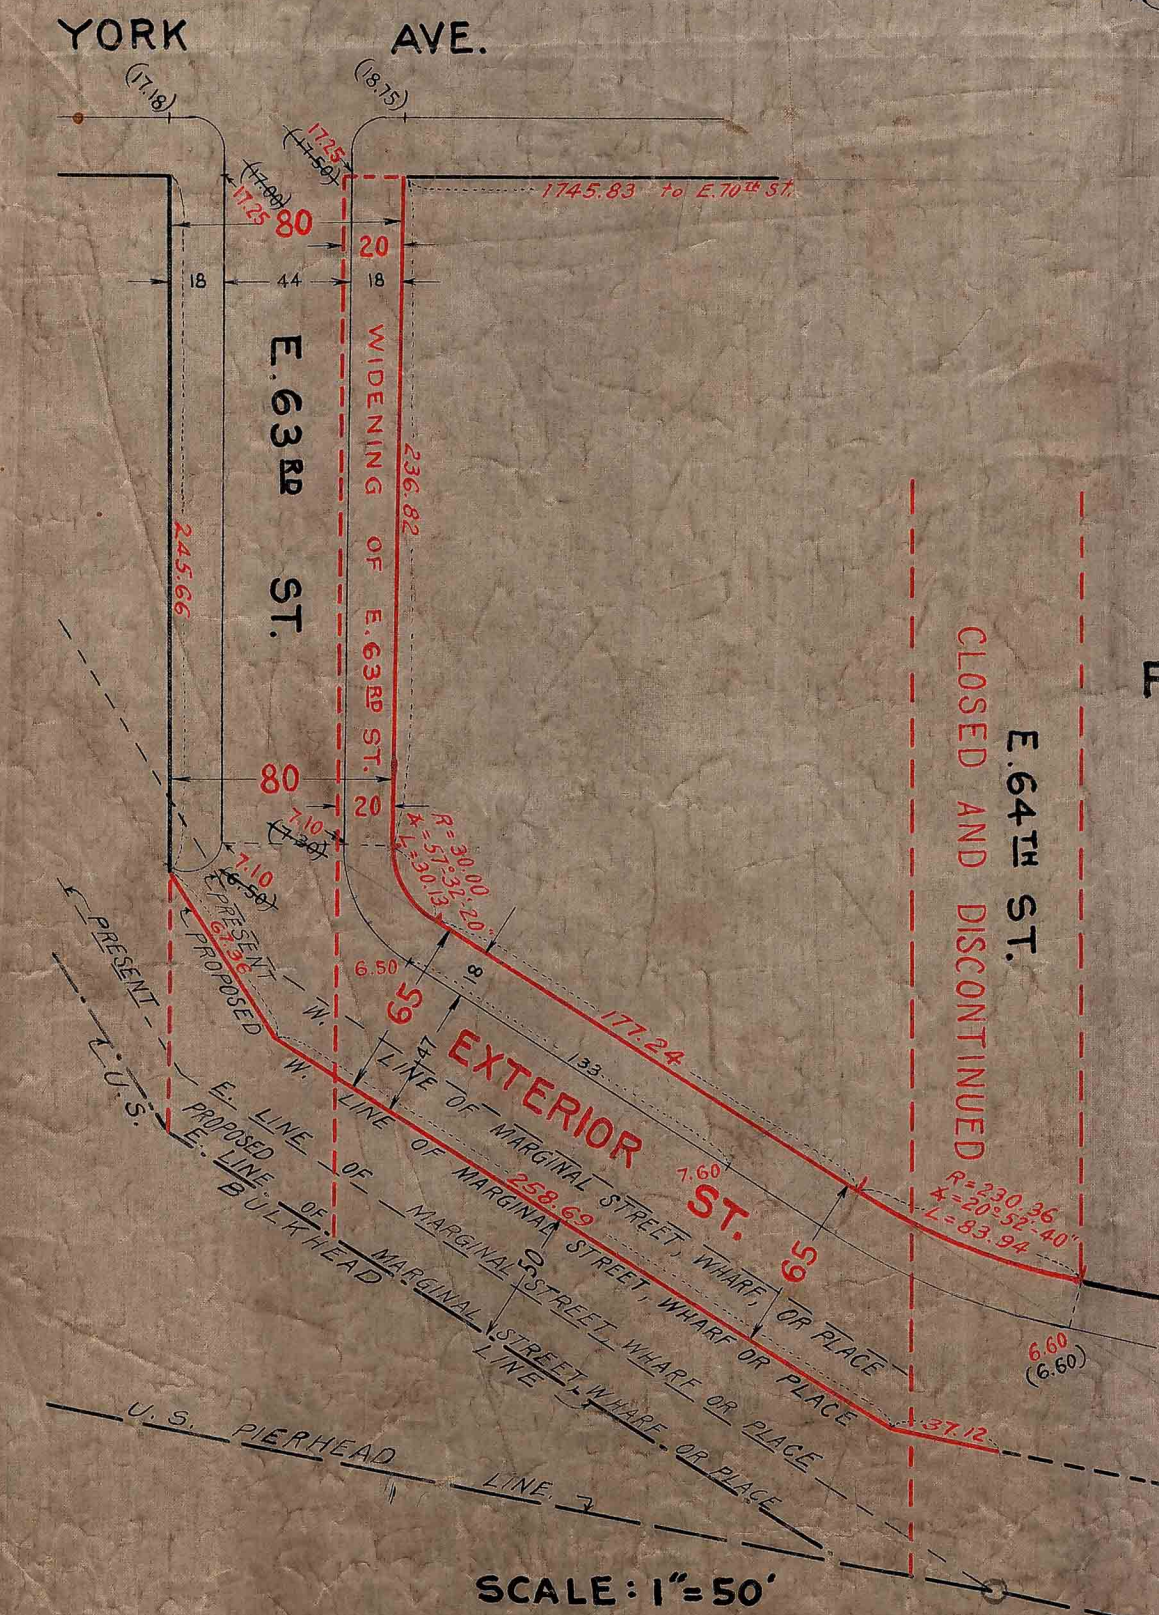 YORK AVE.
(17.18)
(18.75)
17.25
(17.50)
(17.00)
17.25
1745.83 to E. 70TH St.
80
20
18
44
18
E. 63RD ST.
WIDENING OF E. 63RD ST.
236.82
245.66
80
20
7.10
(7.30)
7.10
(6.50)
R=30.00
∠=57°32'20"
L=30.13
CLOSED AND DISCONTINUED
E. 64TH ST.
67.36
6.50
65
18
47
177.24
133
EXTERIOR ST.
7.60
258.69
50
65
R=230.36
∠=20°52'40"
L=83.94
6.60
(6.60)
37.12
PRESENT W. LINE OF MARGINAL STREET, WHARF, OR PLACE
PROPOSED W. LINE OF MARGINAL STREET, WHARF OR PLACE
PRESENT E. LINE OF MARGINAL STREET, WHARF OR PLACE
PROPOSED E. LINE OF MARGINAL STREET, WHARF OR PLACE
U.S. BULKHEAD LINE
U.S. PIERHEAD LINE.
SCALE: 1"=50'